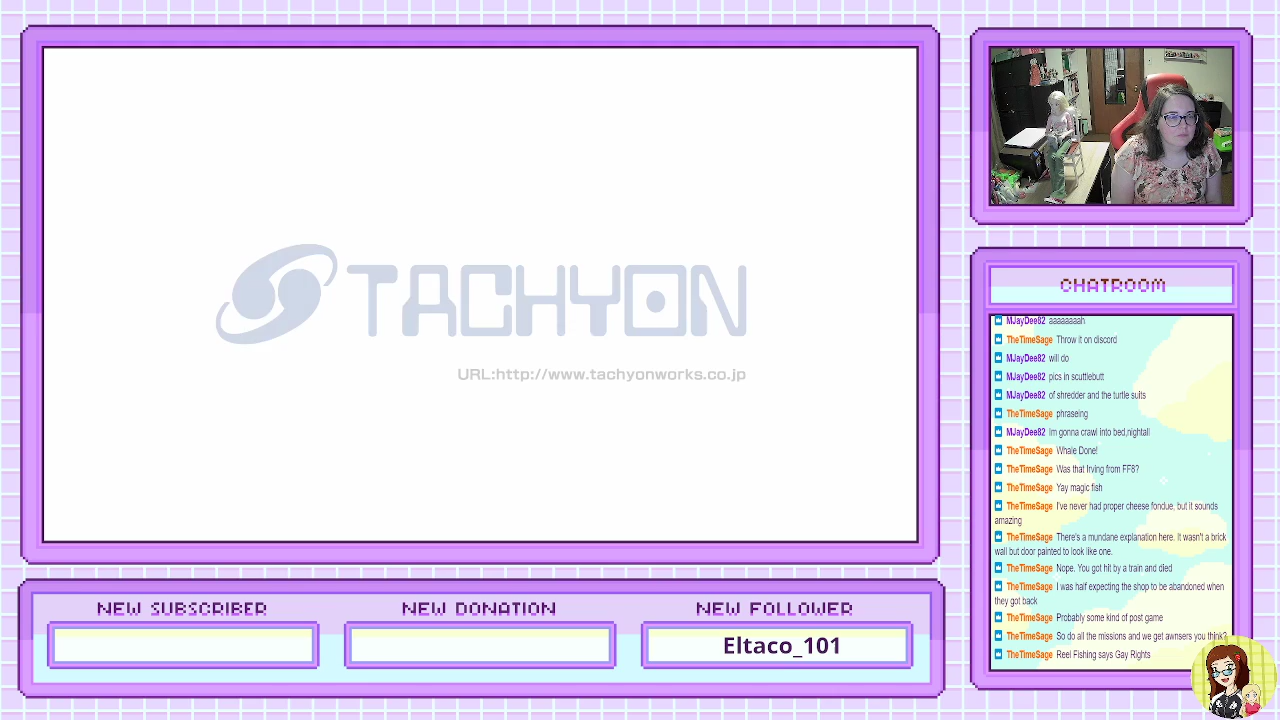 TACHYON
URL:http://www.tachyonworks.co.jp
CHATROOM
MJayDee82 aaaaaaaah
TheTimeSage Throw it on discord
MJayDee82 will do
MJayDee82 pics in scuttlebutt
MJayDee82 of shredder and the turtle suits
TheTimeSage phraseing
MJayDee82 Im gonna crawl into bed,nightall
TheTimeSage Whale Done!
TheTimeSage Was that Irving from FF8?
TheTimeSage Yay magic fish
TheTimeSage I've never had proper cheese fondue, but it sounds
amazing
TheTimeSage There's a mundane explanation here. It wasn't a brick
wall but door painted to look like one.
TheTimeSage Nope. You got hit by a train and died
TheTimeSage I was half expecting the shop to be abandoned when
they got back
TheTimeSage Probably some kind of post game
TheTimeSage So do all the missions and we get awnsers you think?
TheTimeSage Reel Fishing says Gay Rights
NEW SUBSCRIBER
NEW DONATION
NEW FOLLOWER
Eltaco_101